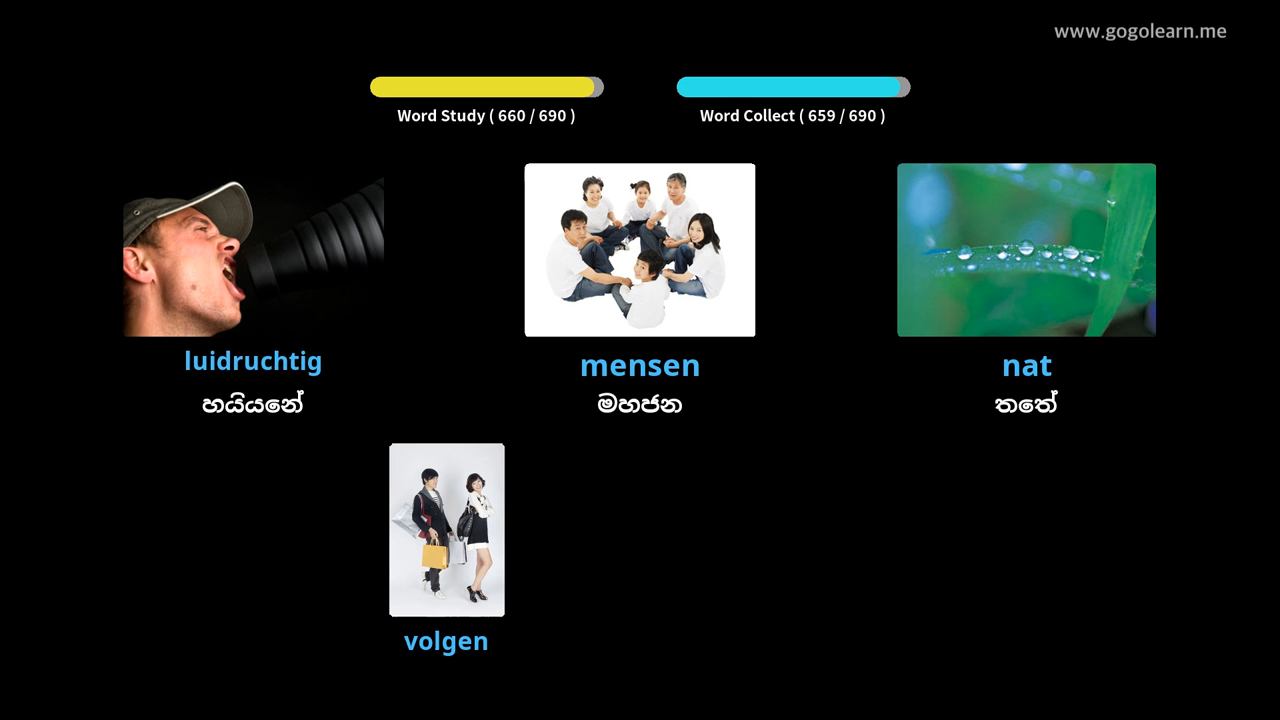 www.gogolearn.me
Word Study ( 660 / 690 )
Word Collect ( 659 / 690 )
luidruchtig
mensen
nat
හයියනේ
මහජන
තතේ
volgen